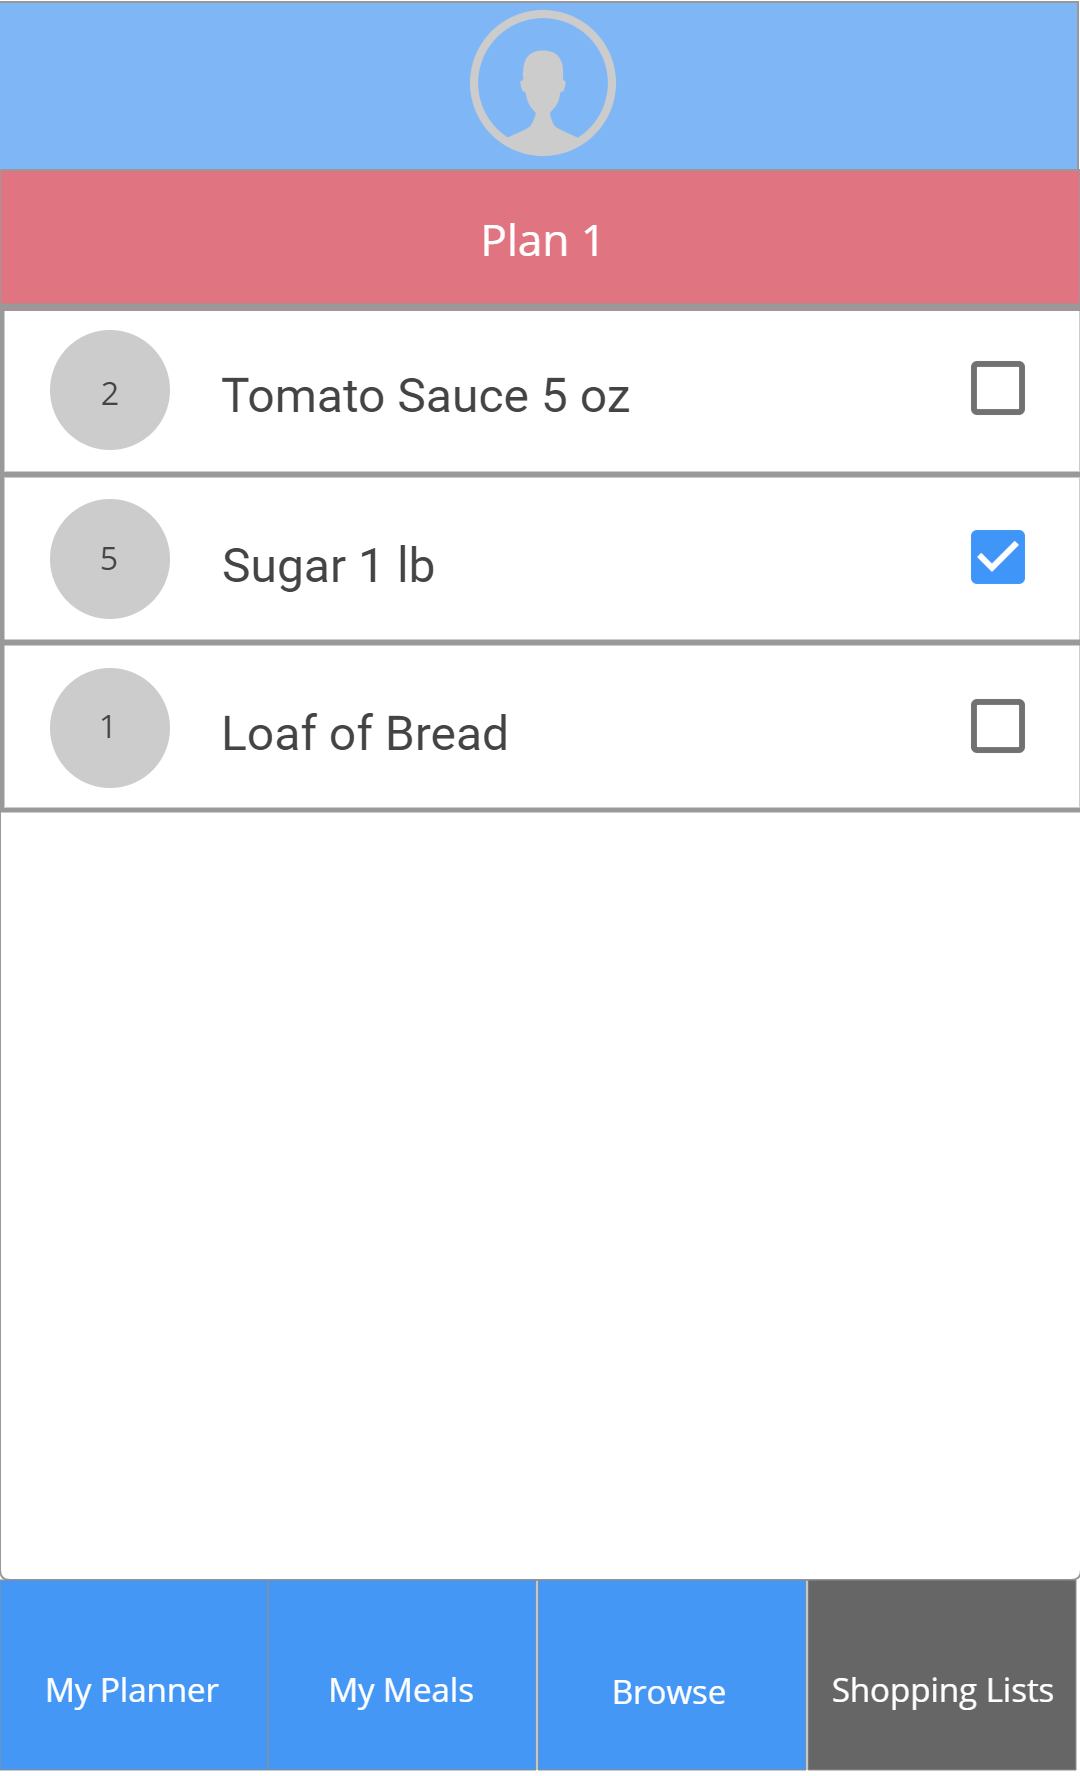 Plan 1
2 Tomato Sauce 5 oz
5 Sugar 1 lb
1 Loaf of Bread
My Planner My Meals Browse Shopping Lists